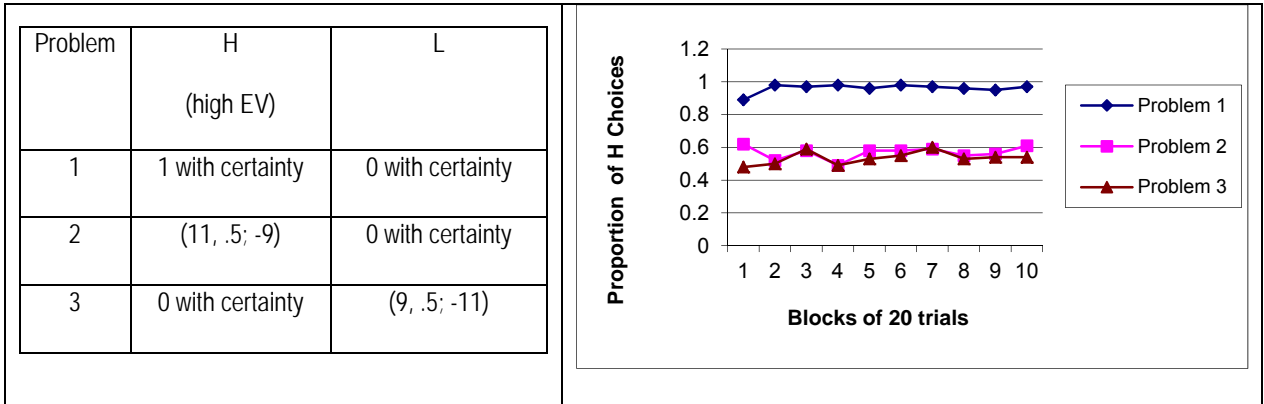 Problem H L
(high EV)
1 1 with certainty 0 with certainty
2 (11, .5; -9) 0 with certainty
3 0 with certainty (9, .5; -11)
Proportion of H Choices
1.2
1
0.8
0.6
0.4
0.2
0
1 2 3 4 5 6 7 8 9 10
Blocks of 20 trials
Problem 1
Problem 2
Problem 3